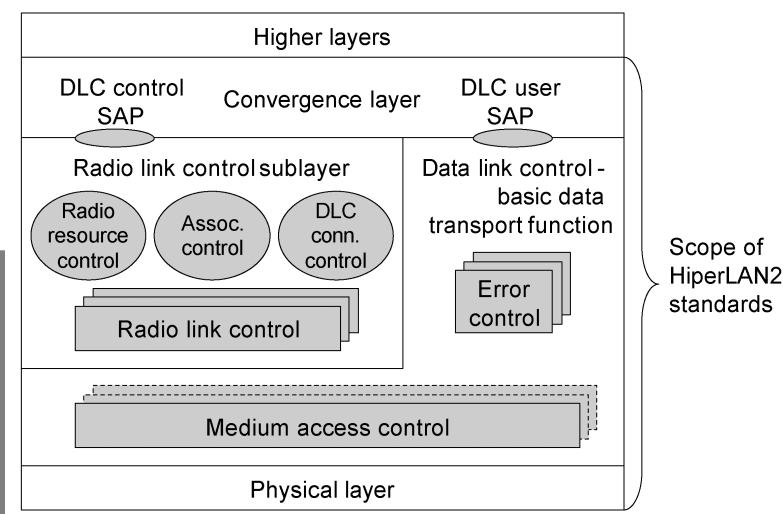 Higher layers
DLC control
SAP
Convergence layer
DLC user
SAP
Radio link control sublayer
Radio
resource
control
Assoc.
control
DLC
conn.
control
Radio link control
Data link control -
basic data
transport function
Error
control
Scope of
HiperLAN2
standards
Medium access control
Physical layer